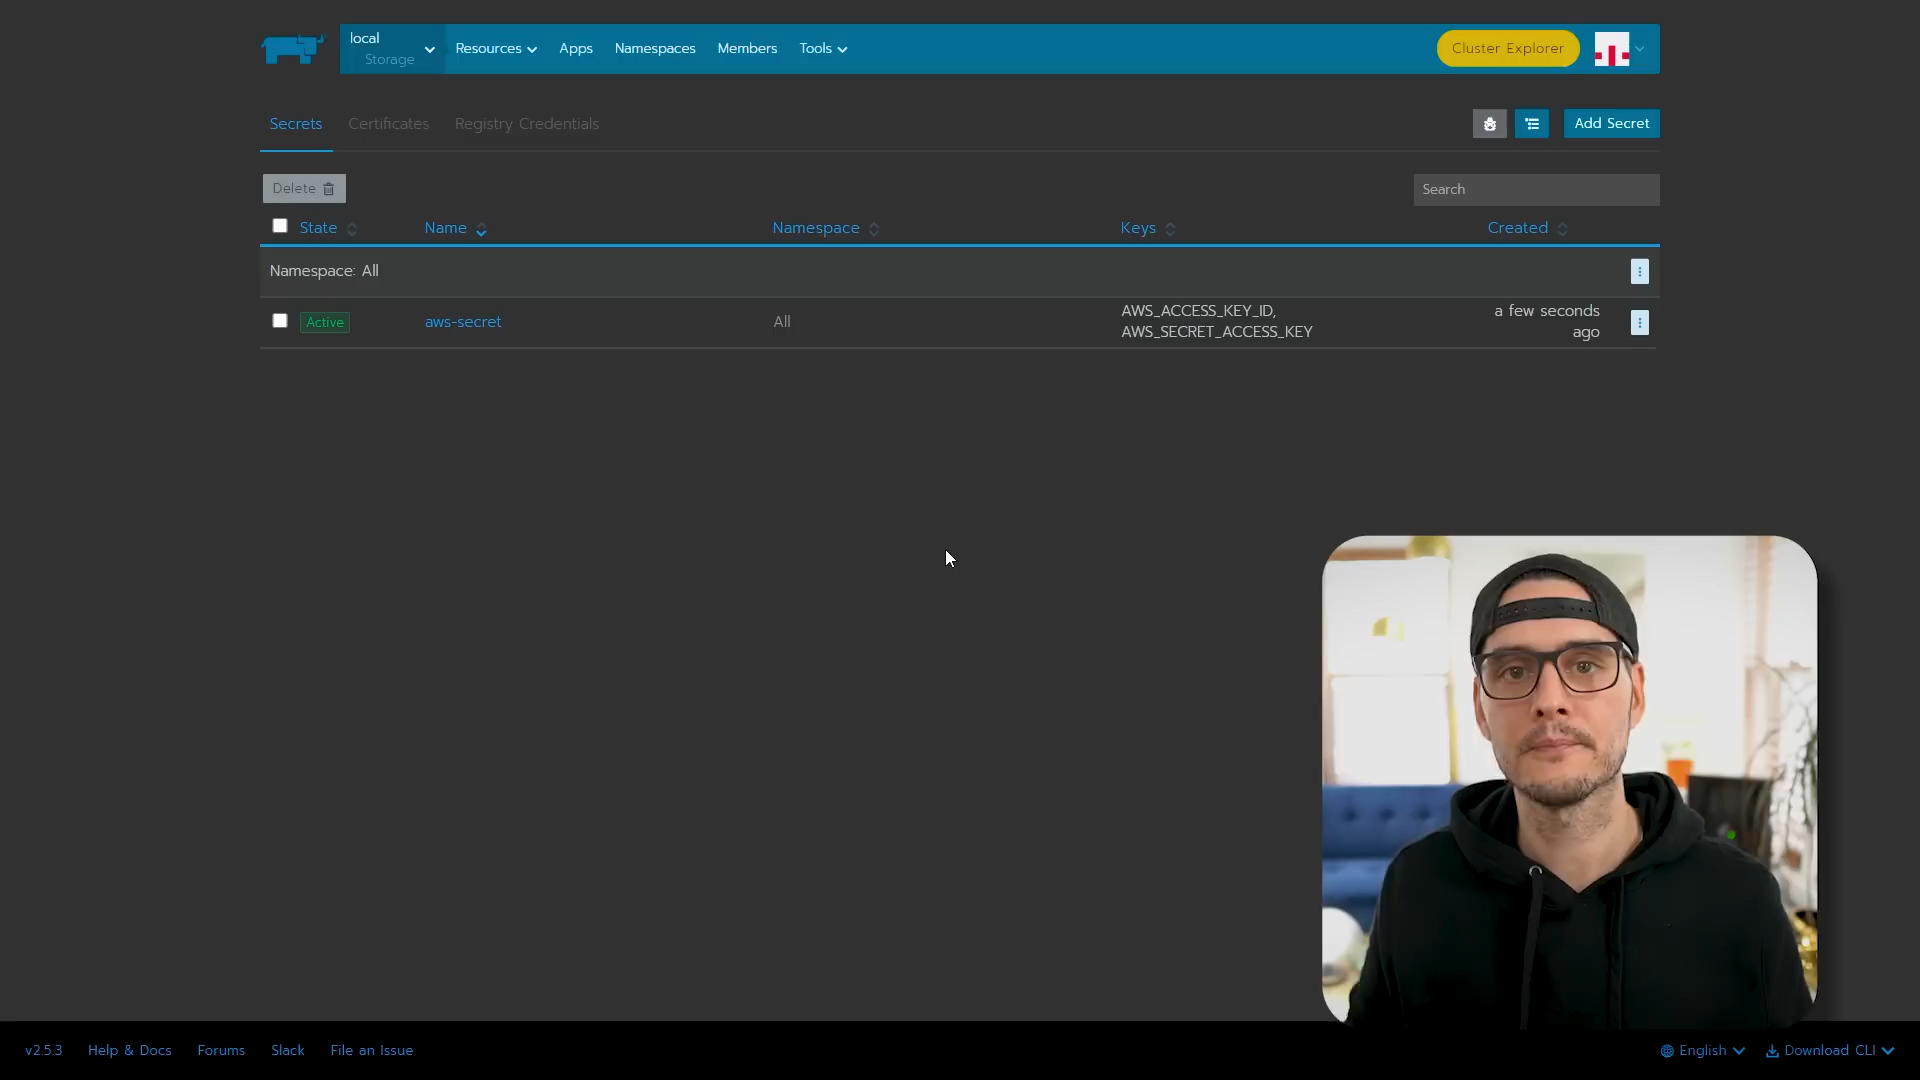 local
Storage
Resources
Apps
Namespaces
Members
Tools
Cluster Explorer
Secrets
Certificates
Registry Credentials
Add Secret
Delete
Search
State
Name
Namespace
Keys
Created
Namespace: All
Active
aws-secret
All
AWS_ACCESS_KEY_ID,
AWS_SECRET_ACCESS_KEY
a few seconds
ago
v2.5.3
Help & Docs
Forums
Slack
File an Issue
English
Download CLI